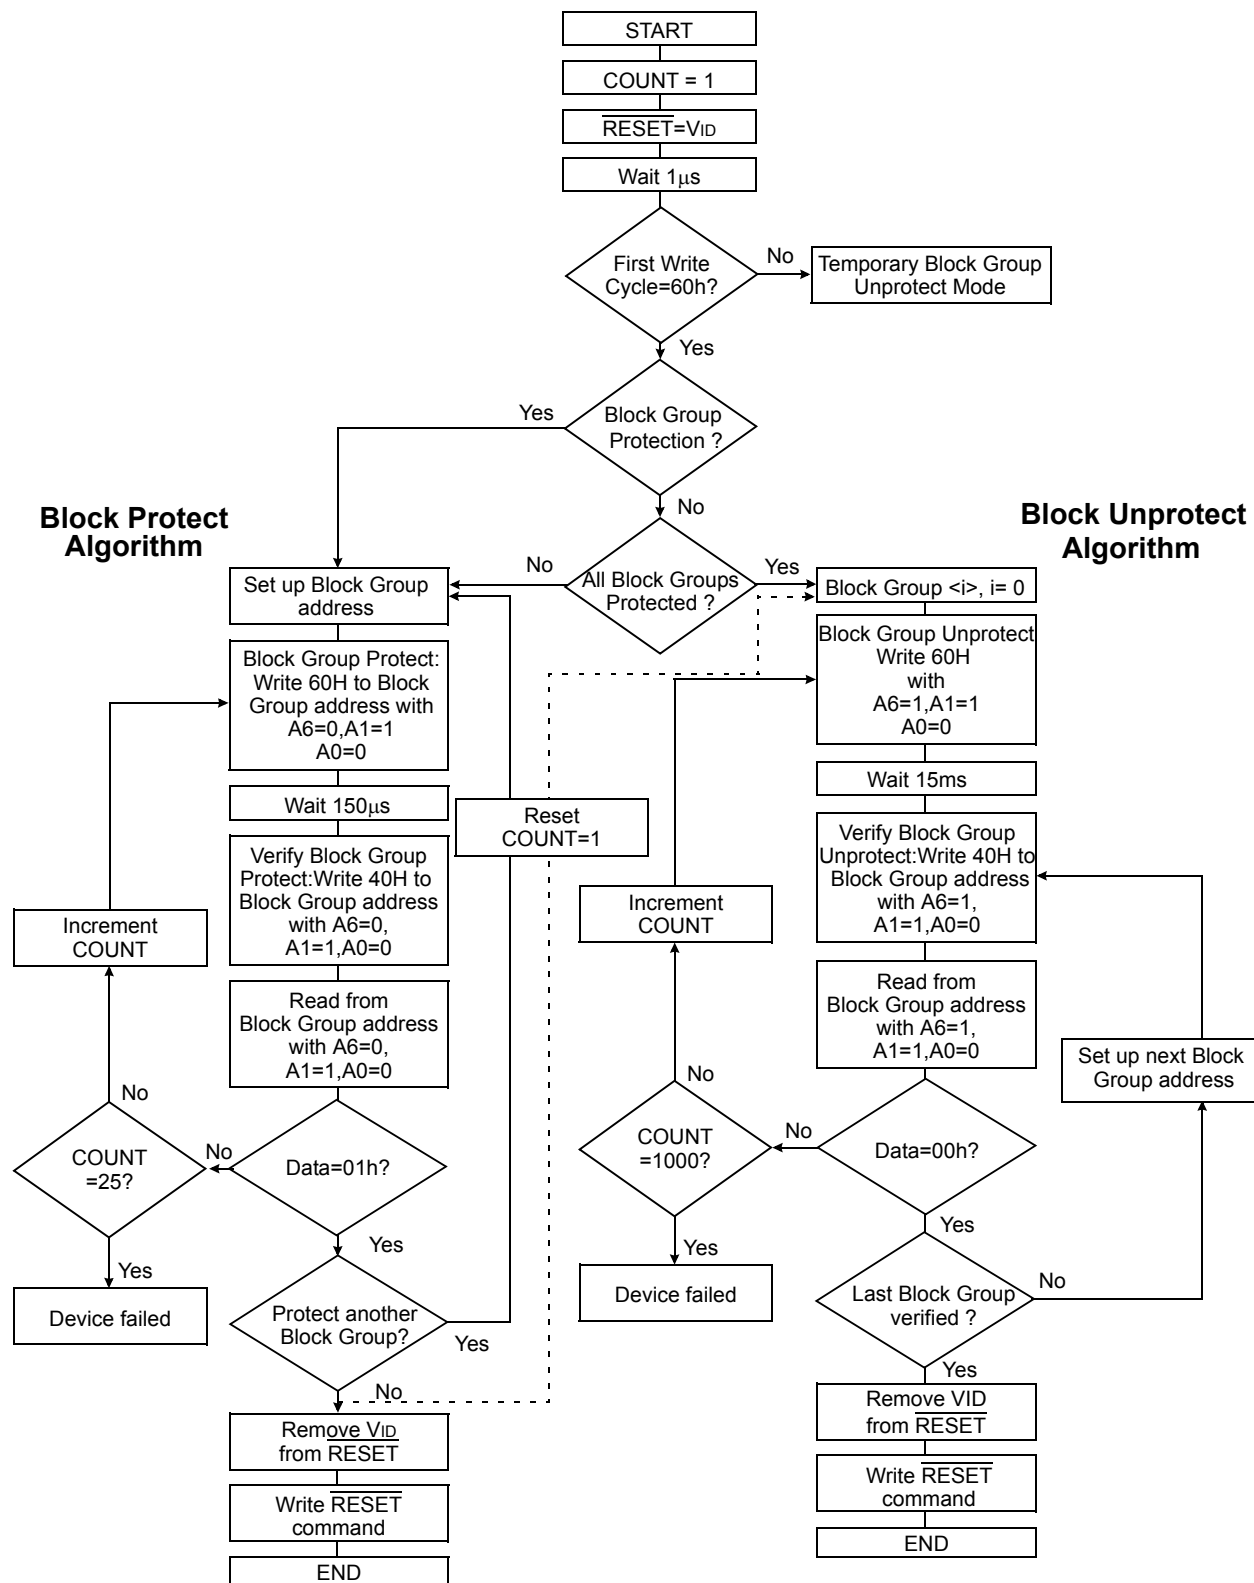 START
COUNT = 1
RESET=VID
Wait 1μs
First Write
Cycle=60h?
No
Temporary Block Group
Unprotect Mode
Yes
Block Group
Protection ?
Yes
No
Block Protect
Algorithm
Block Unprotect
Algorithm
All Block Groups
Protected ?
No
Yes
Set up Block Group
address
Block Group Protect:
Write 60H to Block
Group address with
A6=0,A1=1
A0=0
Wait 150μs
Reset
COUNT=1
Verify Block Group
Protect:Write 40H to
Block Group address
with A6=0,
A1=1,A0=0
Increment
COUNT
Read from
Block Group address
with A6=0,
A1=1,A0=0
No
COUNT
=25?
No
Data=01h?
Yes
Yes
Device failed
Protect another
Block Group?
Yes
No
Remove VID
from RESET
Write RESET
command
END
Block Group <i>, i= 0
Block Group Unprotect
Write 60H
with
A6=1,A1=1
A0=0
Wait 15ms
Verify Block Group
Unprotect:Write 40H to
Block Group address
with A6=1,
A1=1,A0=0
Increment
COUNT
Read from
Block Group address
with A6=1,
A1=1,A0=0
Set up next Block
Group address
No
COUNT
=1000?
No
Data=00h?
Yes
Yes
Device failed
Last Block Group
verified ?
No
Yes
Remove VID
from RESET
Write RESET
command
END